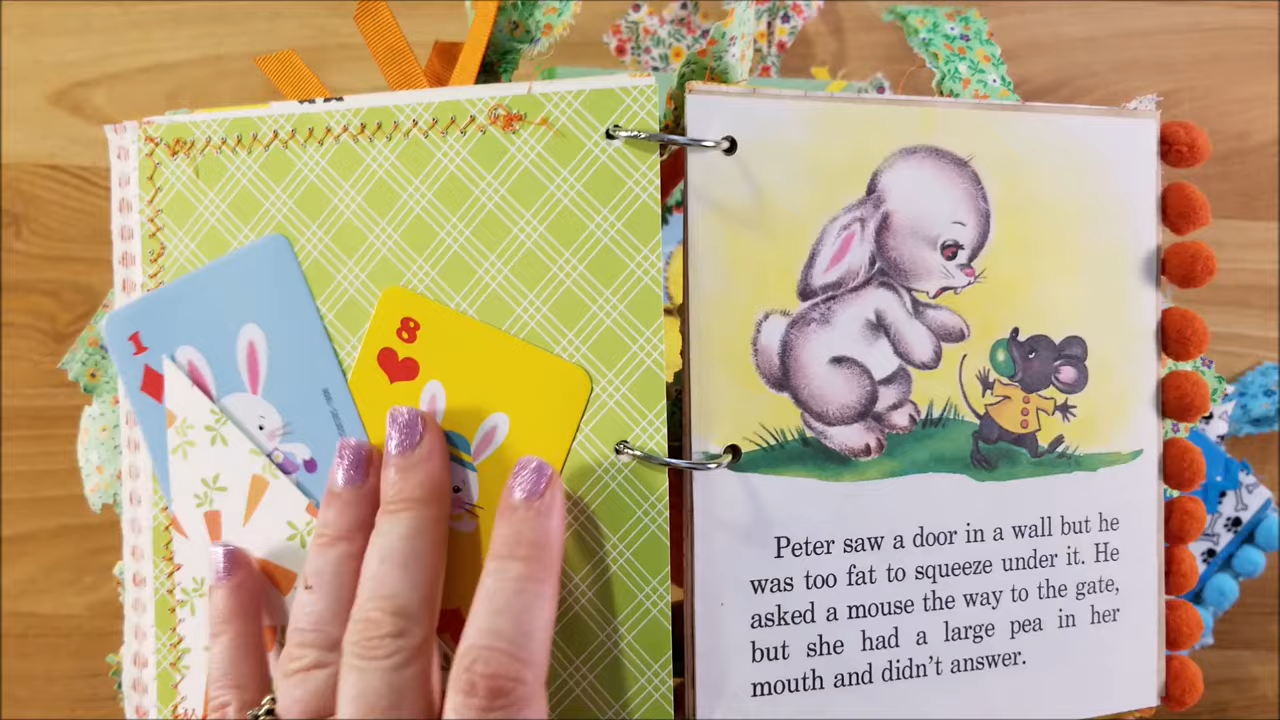 1
8
Peter saw a door in a wall but he
was too fat to squeeze under it. He
asked a mouse the way to the gate,
but she had a large pea in her
mouth and didn't answer.